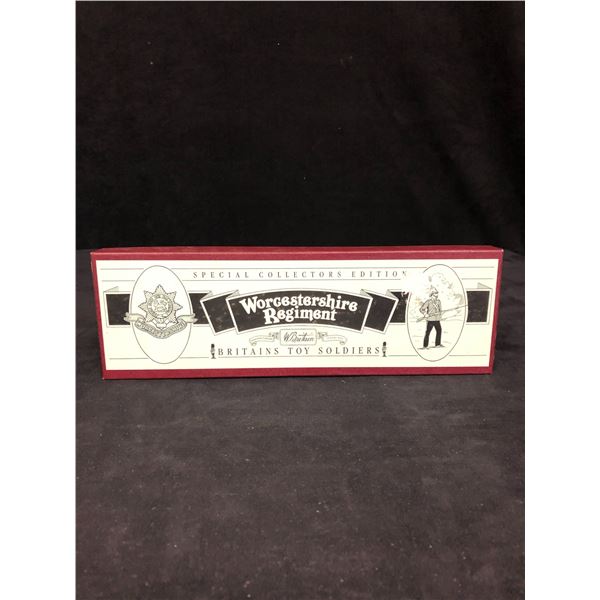 SPECIAL COLLECTORS EDITION
Worcestershire
Regiment
W. Britain
BRITAINS TOY SOLDIERS